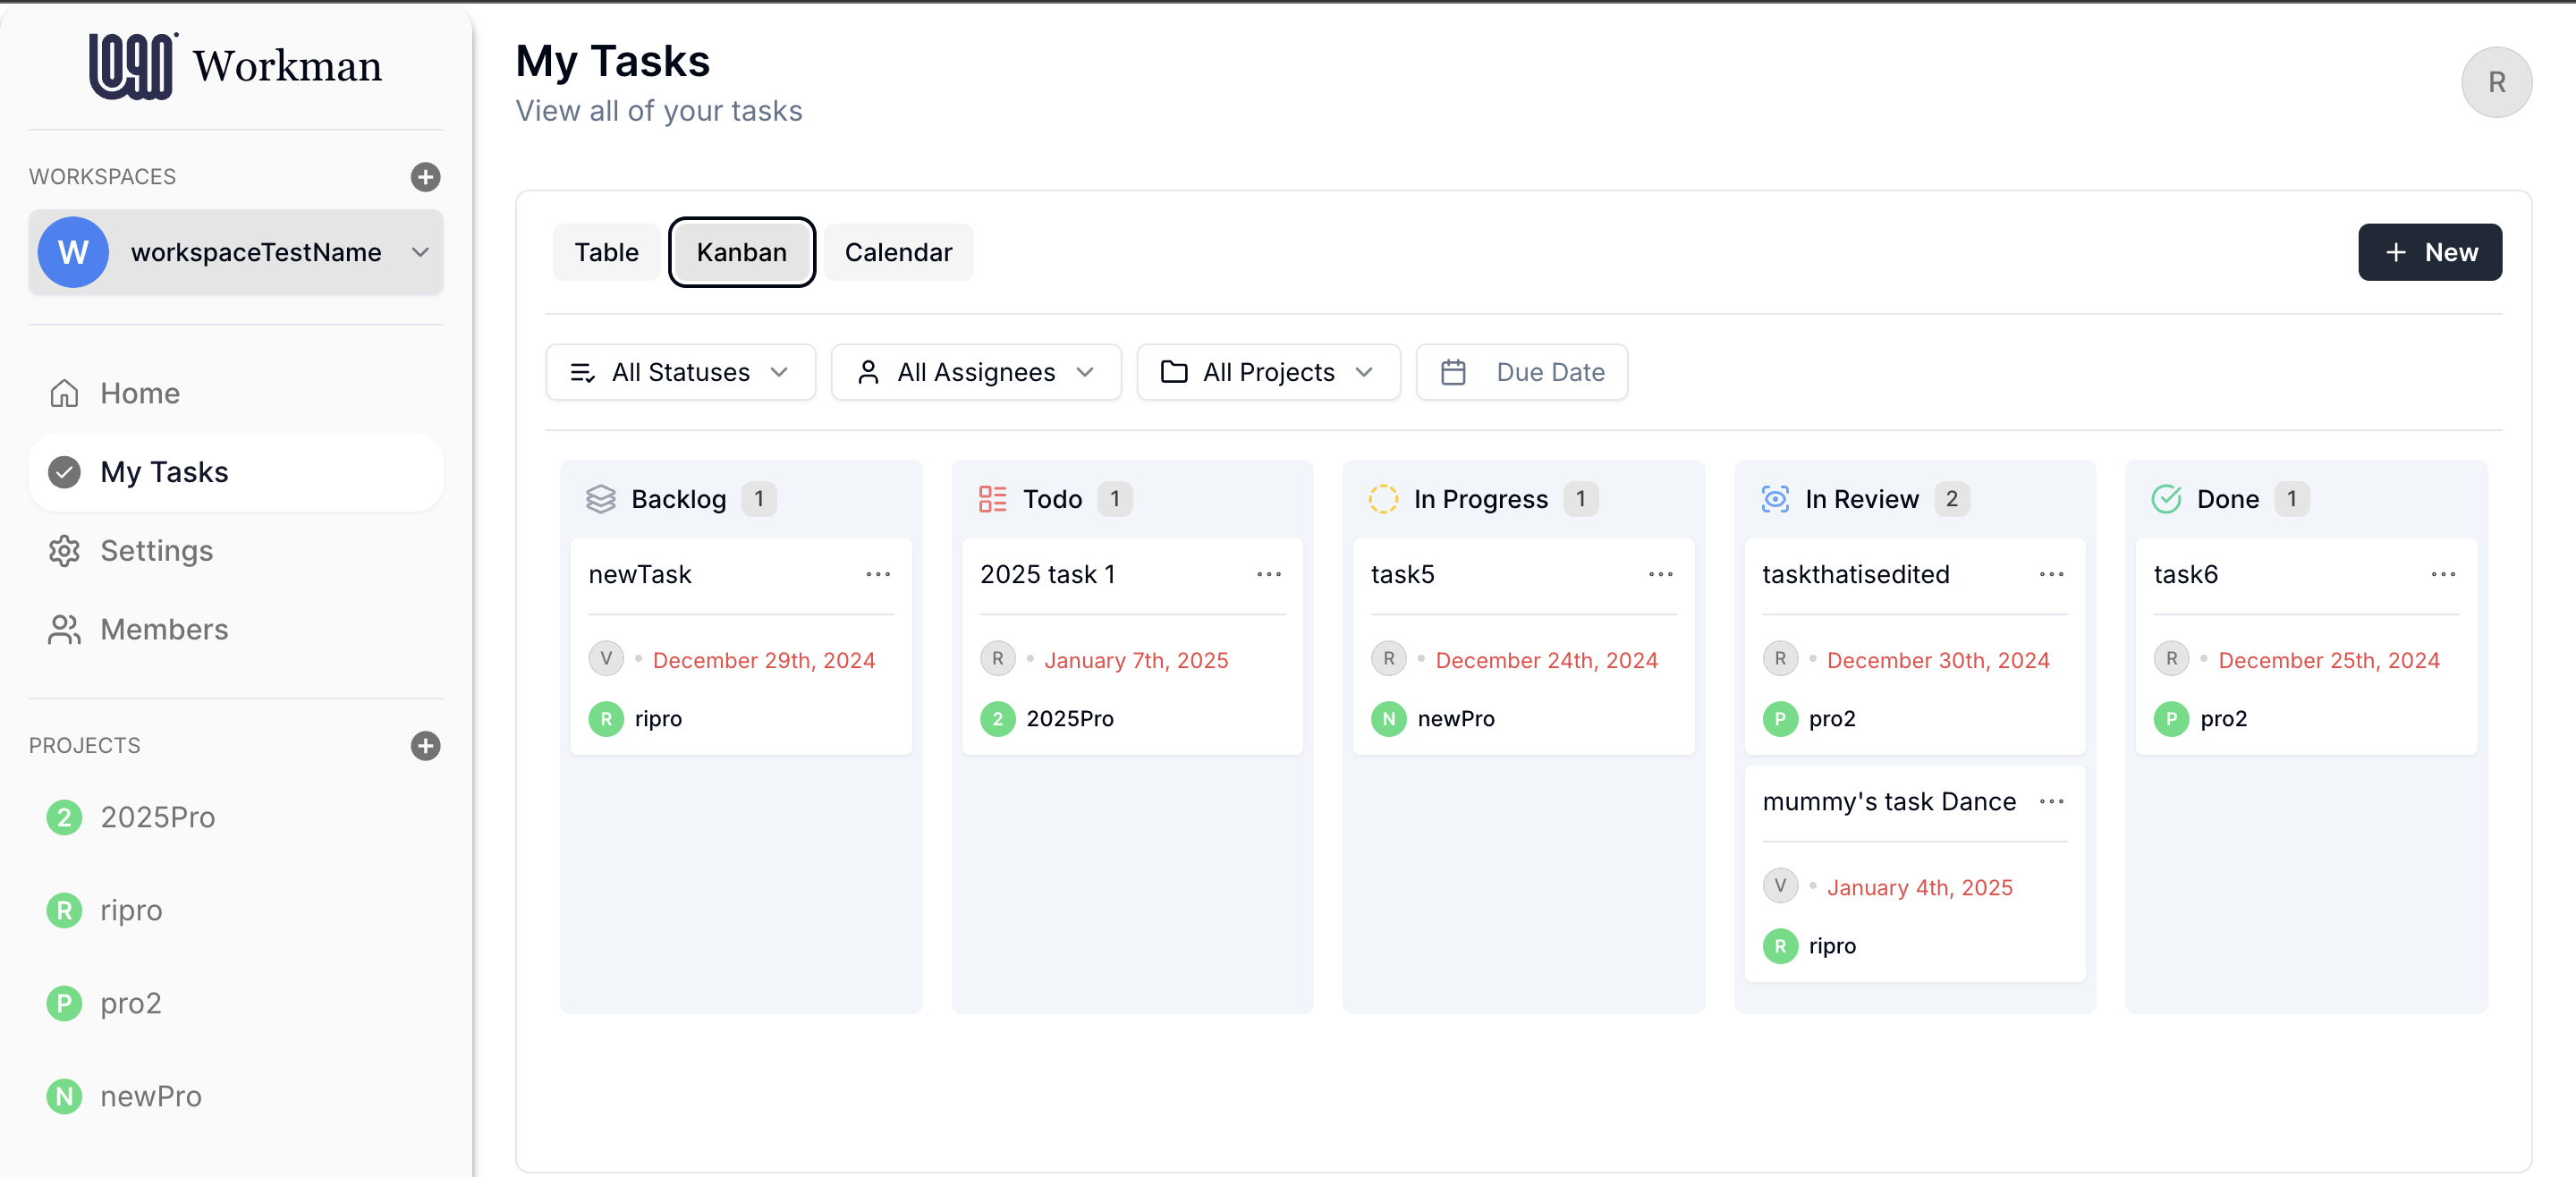 Workman
WORKSPACES
W workspaceTestName
Home
My Tasks
Settings
Members
PROJECTS
2 2025Pro
R ripro
P pro2
N newPro
My Tasks
View all of your tasks
R
Table Kanban Calendar
+ New
All Statuses All Assignees All Projects Due Date
Backlog 1
newTask
V • December 29th, 2024
R ripro
Todo 1
2025 task 1
R • January 7th, 2025
2 2025Pro
In Progress 1
task5
R • December 24th, 2024
N newPro
In Review 2
taskthatisedited
R • December 30th, 2024
P pro2
mummy's task Dance
V • January 4th, 2025
R ripro
Done 1
task6
R • December 25th, 2024
P pro2